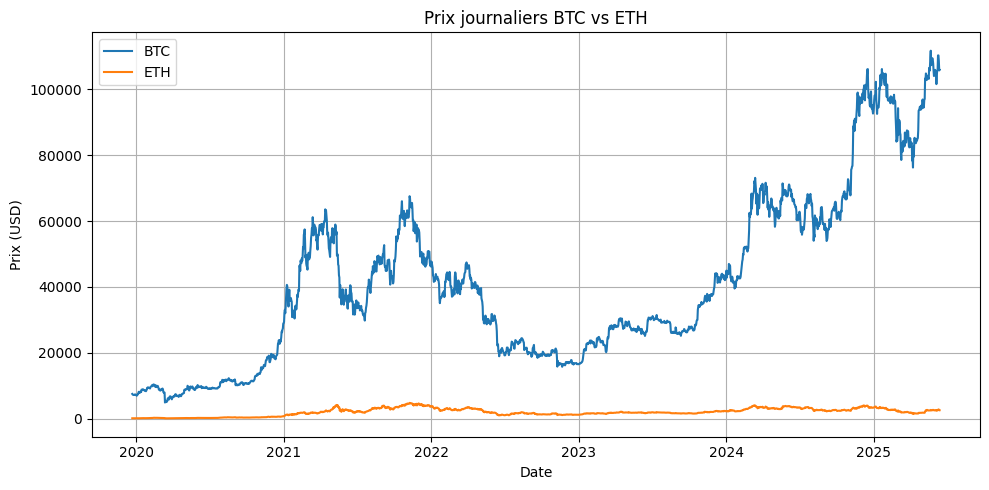 Prix journaliers BTC vs ETH
BTC
ETH
Prix (USD)
100000
80000
60000
40000
20000
0
2020 2021 2022 2023 2024 2025
Date